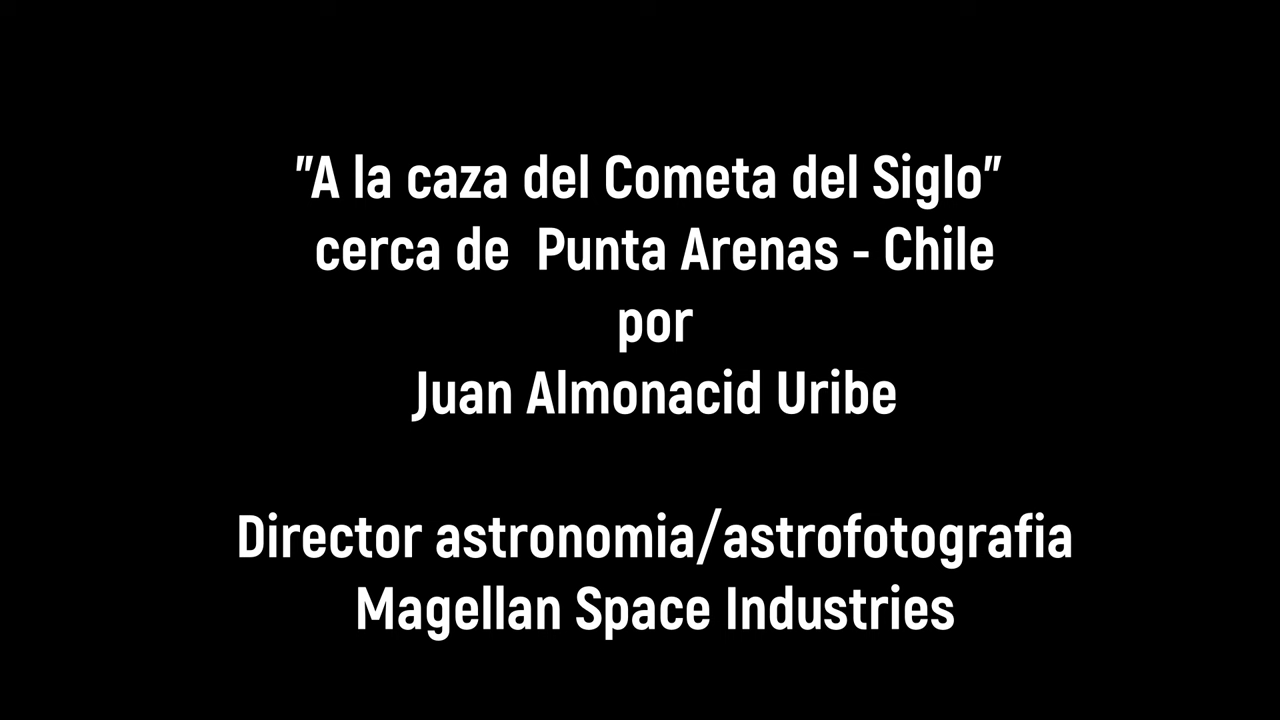 "A la caza del Cometa del Siglo"
cerca de  Punta Arenas - Chile
por
Juan Almonacid Uribe
Director astronomia/astrofotografia
Magellan Space Industries